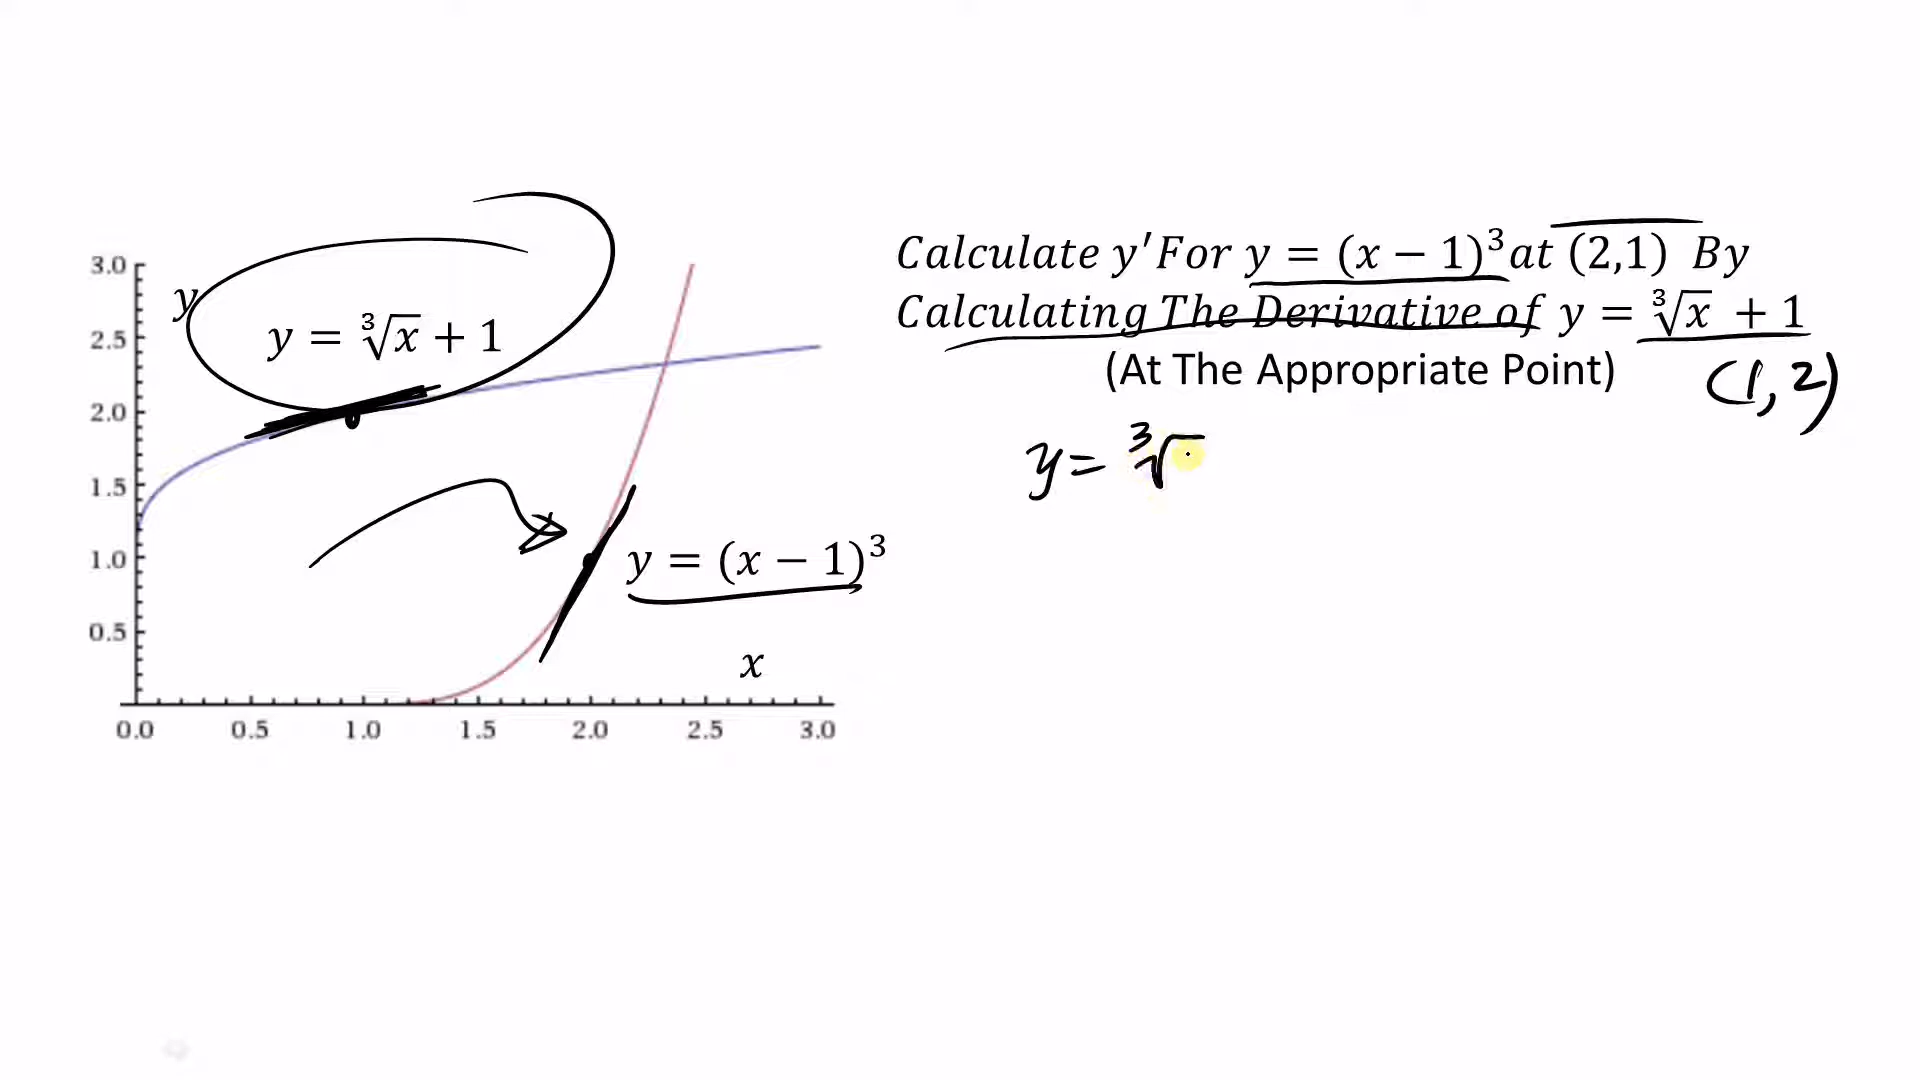 Calculate y′For y = (x − 1)³at (2,1) By
Calculating The Derivative of y = ∛x + 1
(At The Appropriate Point)
(1,2)
y= ∛
y
y = ∛x + 1
y = (x − 1)³
x
3.0
2.5
2.0
1.5
1.0
0.5
0.0 0.5 1.0 1.5 2.0 2.5 3.0